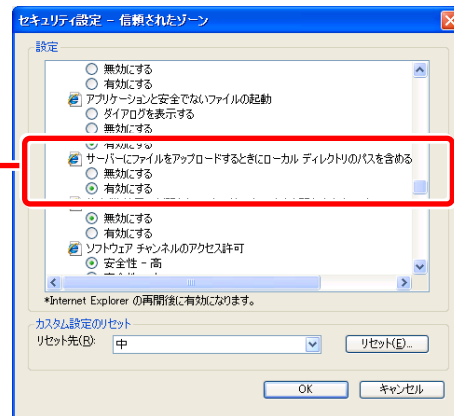 セキュリティ設定 - 信頼されたゾーン
設定
無効にする
有効にする
アプリケーションと安全でないファイルの起動
ダイアログを表示する
無効にする
有効にする
サーバーにファイルをアップロードするときにローカル ディレクトリのパスを含める
無効にする
有効にする
無効にする
有効にする
ソフトウェア チャンネルのアクセス許可
安全性 - 高
*Internet Explorer の再開後に有効になります。
カスタム設定のリセット
リセット先(R):
中
リセット(E)...
OK
キャンセル